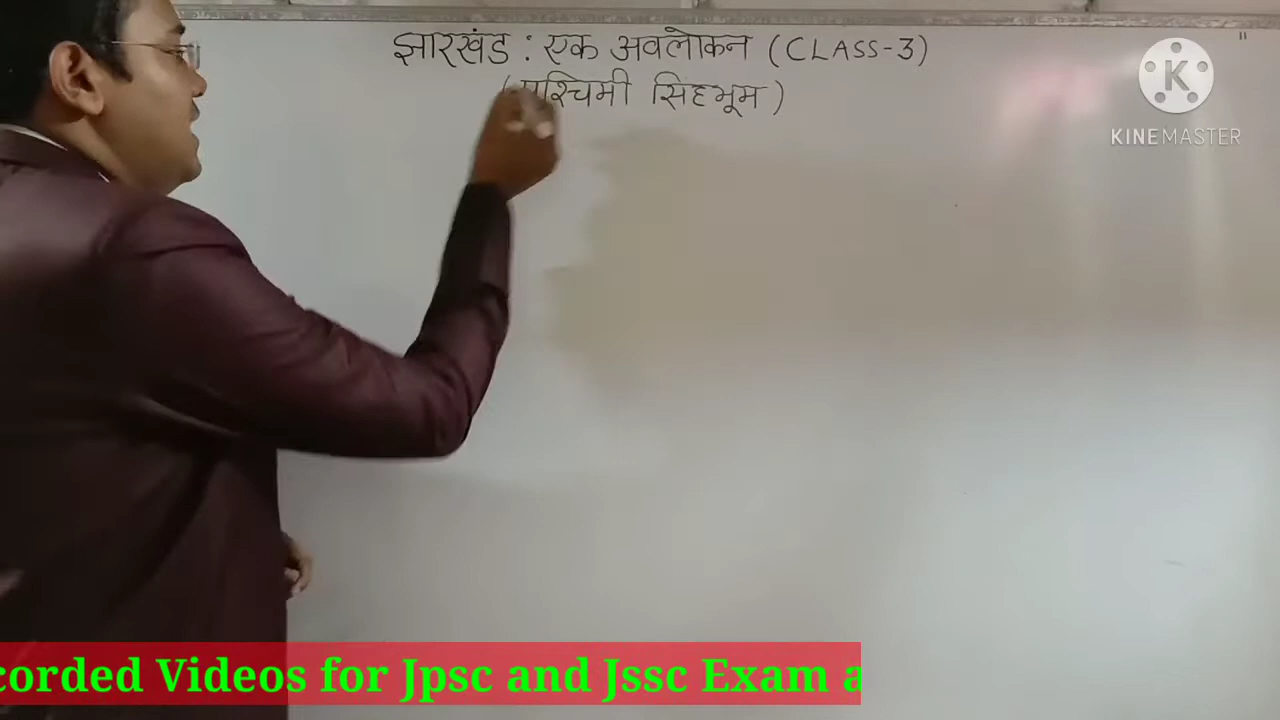 झारखंड : एक अवलोकन (CLASS-3)
(पश्चिमी सिंहभूम)
K
KINEMASTER
corded Videos for Jpsc and Jssc Exam a